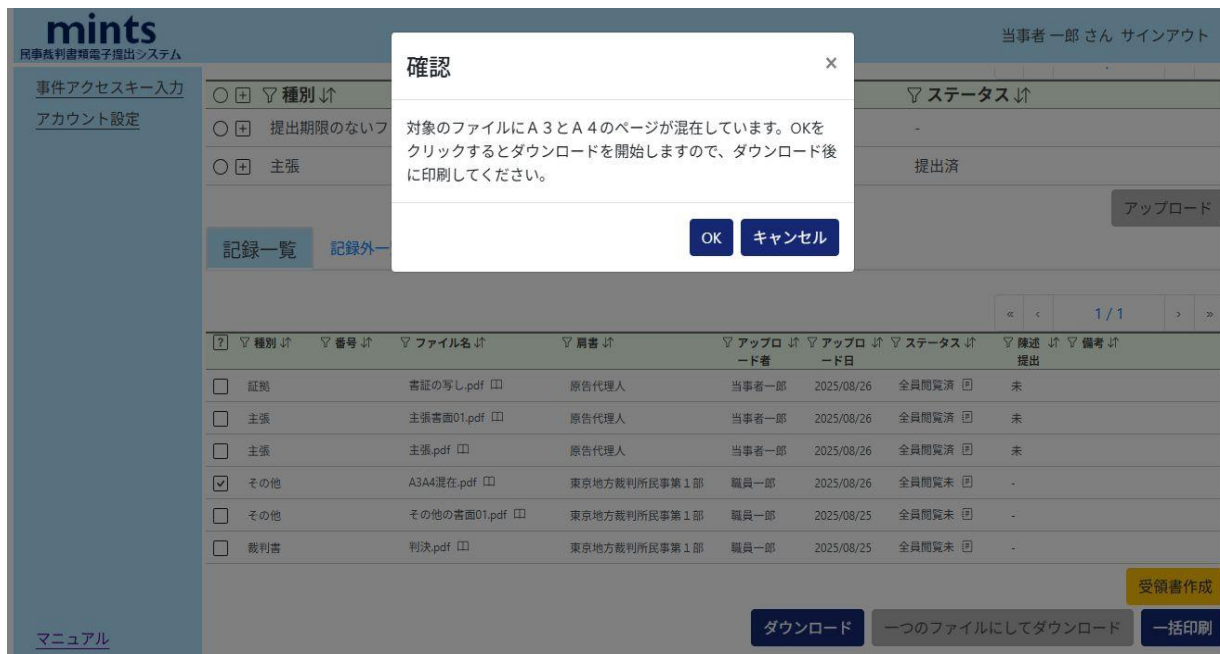 mints
民事裁判書類電子提出システム
当事者 一郎 さん サインアウト
事件アクセスキー入力
アカウント設定
確認
×
対象のファイルにＡ３とＡ４のページが混在しています。OKを
クリックするとダウンロードを開始しますので、ダウンロード後
に印刷してください。
OK キャンセル
種別 ステータス
提出期限のないフ -
主張 提出済
アップロード
記録一覧 記録外一
« ‹ 1 / 1 › »
? 種別 番号 ファイル名 肩書 アップロード者 アップロード日 ステータス 陳述提出 備考
証拠 書証の写し.pdf 原告代理人 当事者一郎 2025/08/26 全員閲覧済 未
主張 主張書面01.pdf 原告代理人 当事者一郎 2025/08/26 全員閲覧済 未
主張 主張.pdf 原告代理人 当事者一郎 2025/08/26 全員閲覧済 未
その他 A3A4混在.pdf 東京地方裁判所民事第１部 職員一郎 2025/08/26 全員閲覧未 -
その他 その他の書面01.pdf 東京地方裁判所民事第１部 職員一郎 2025/08/25 全員閲覧未 -
裁判書 判決.pdf 東京地方裁判所民事第１部 職員一郎 2025/08/25 全員閲覧未 -
受領書作成
ダウンロード 一つのファイルにしてダウンロード 一括印刷
マニュアル